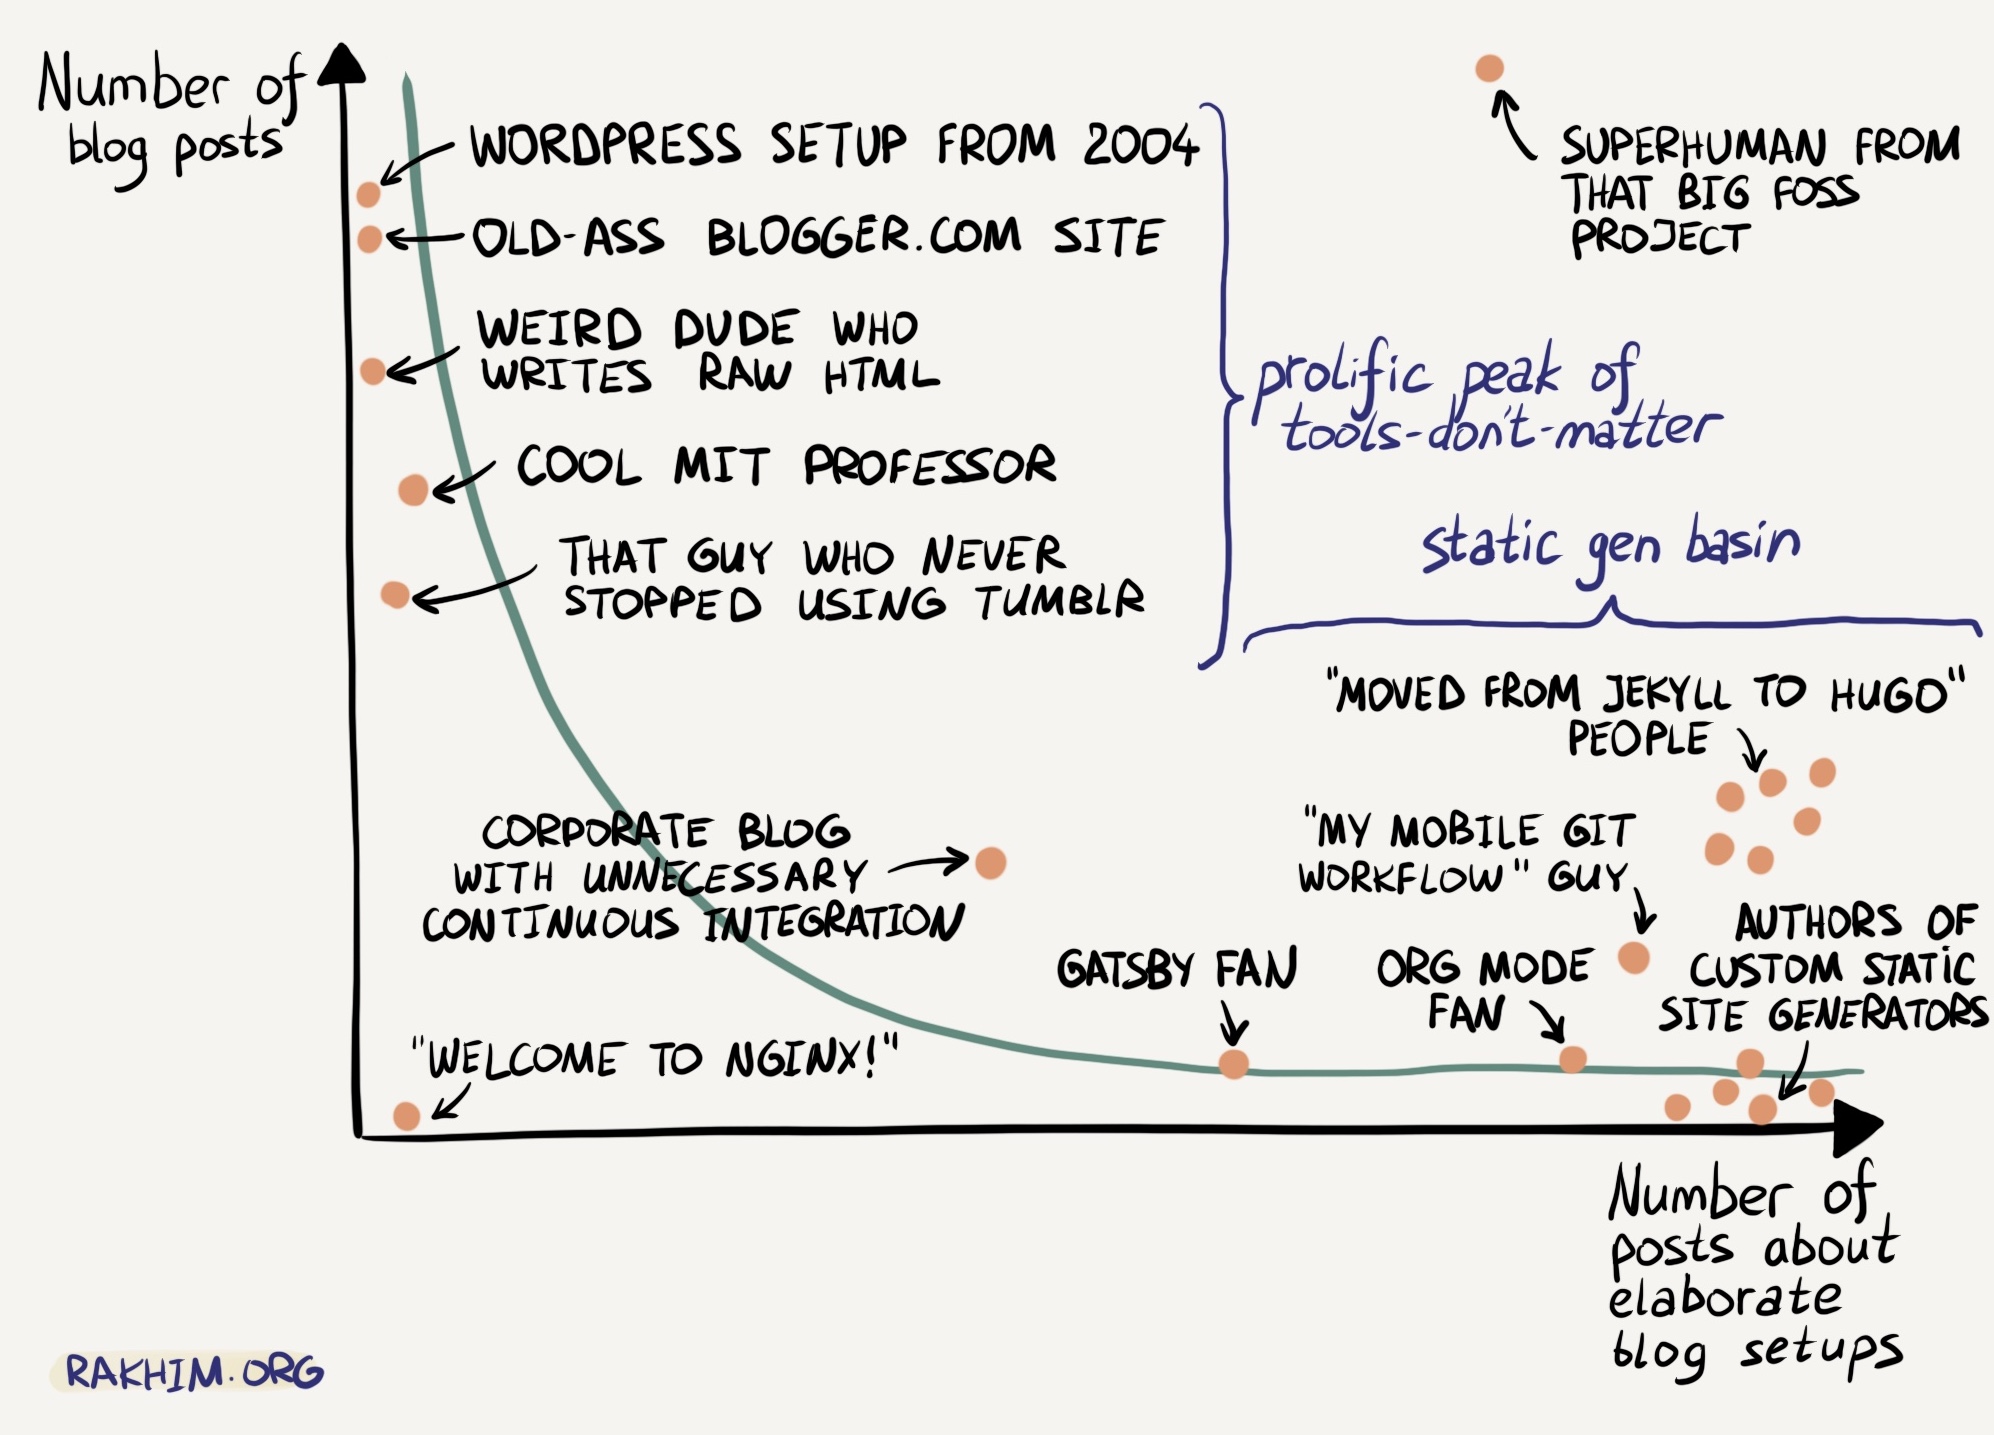 Number of
blog posts
WORDPRESS SETUP FROM 2004
OLD-ASS BLOGGER.COM SITE
WEIRD DUDE WHO
WRITES RAW HTML
COOL MIT PROFESSOR
THAT GUY WHO NEVER
STOPPED USING TUMBLR
prolific peak of
tools-don't-matter
SUPERHUMAN FROM
THAT BIG FOSS
PROJECT
static gen basin
"MOVED FROM JEKYLL TO HUGO"
PEOPLE
"MY MOBILE GIT
WORKFLOW" GUY
CORPORATE BLOG
WITH UNNECESSARY
CONTINUOUS INTEGRATION
GATSBY FAN
ORG MODE
FAN
AUTHORS OF
CUSTOM STATIC
SITE GENERATORS
"WELCOME TO NGINX!"
Number of
posts about
elaborate
blog setups
RAKHIM.ORG